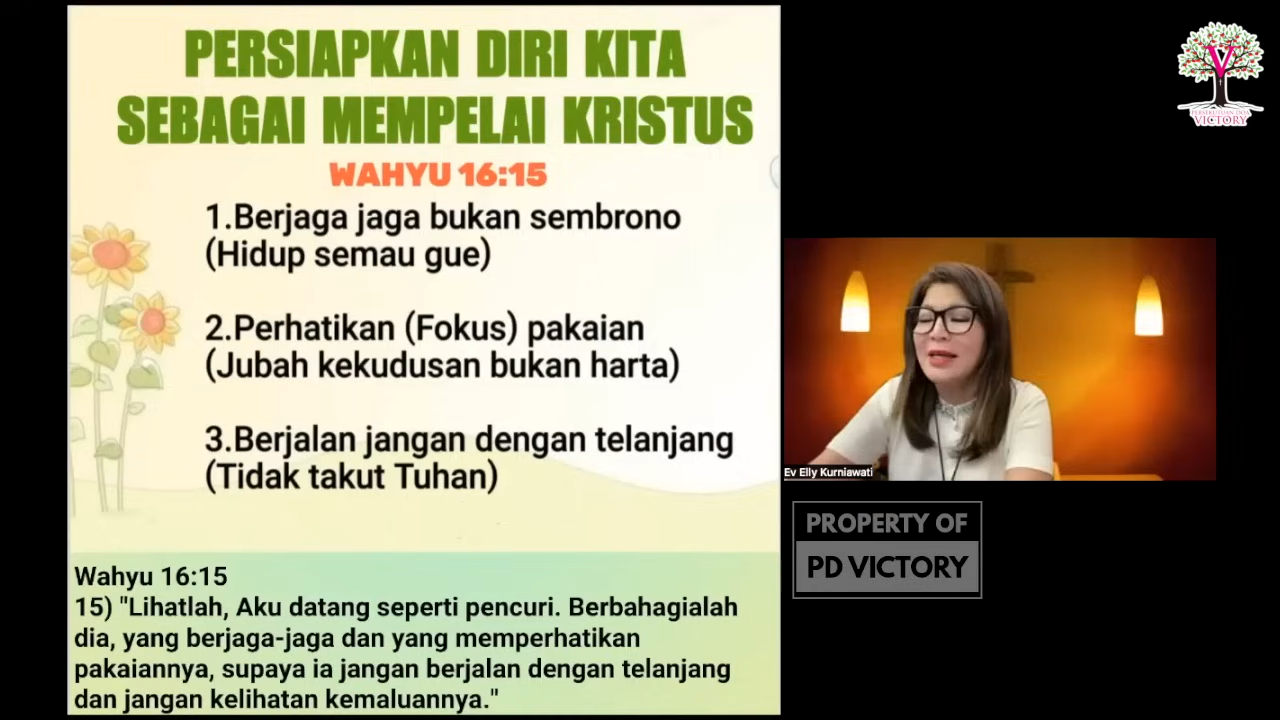 PERSIAPKAN DIRI KITA
SEBAGAI MEMPELAI KRISTUS
WAHYU 16:15
1.Berjaga jaga bukan sembrono
(Hidup semau gue)
2.Perhatikan (Fokus) pakaian
(Jubah kekudusan bukan harta)
3.Berjalan jangan dengan telanjang
(Tidak takut Tuhan)
Wahyu 16:15
15) "Lihatlah, Aku datang seperti pencuri. Berbahagialah
dia, yang berjaga-jaga dan yang memperhatikan
pakaiannya, supaya ia jangan berjalan dengan telanjang
dan jangan kelihatan kemaluannya."
V
PERSEKUTUAN DOA
VICTORY
Ev Elly Kurniawati
PROPERTY OF
PD VICTORY